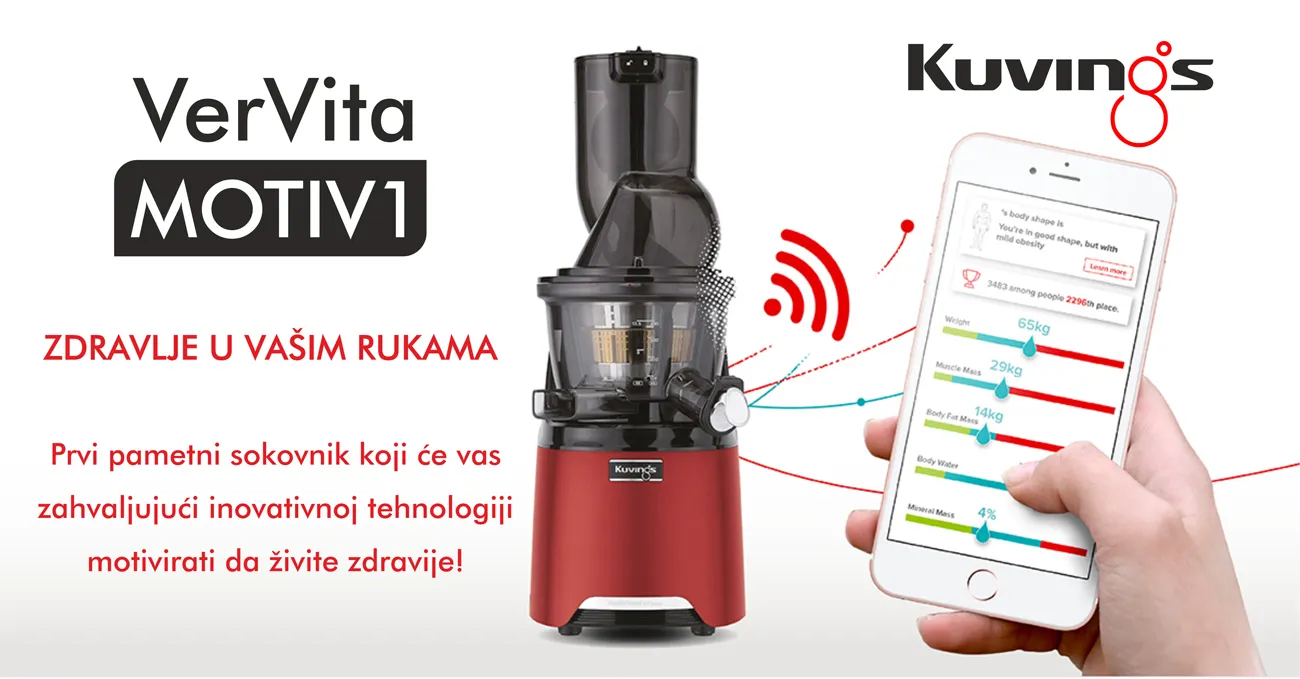 VerVita
MOTIV1
ZDRAVLJE U VAŠIM RUKAMA
Prvi pametni sokovnik koji će vas
zahvaljujući inovativnoj tehnologiji
motivirati da živite zdravije!
Kuvings
Kuvings
's body shape is
You're in good shape, but with
mild obesity
Learn more
3483 among people 2296th place.
Weight
65kg
Muscle Mass
29kg
Body Fat Mass
14kg
Body Water
Mineral Mass
4%